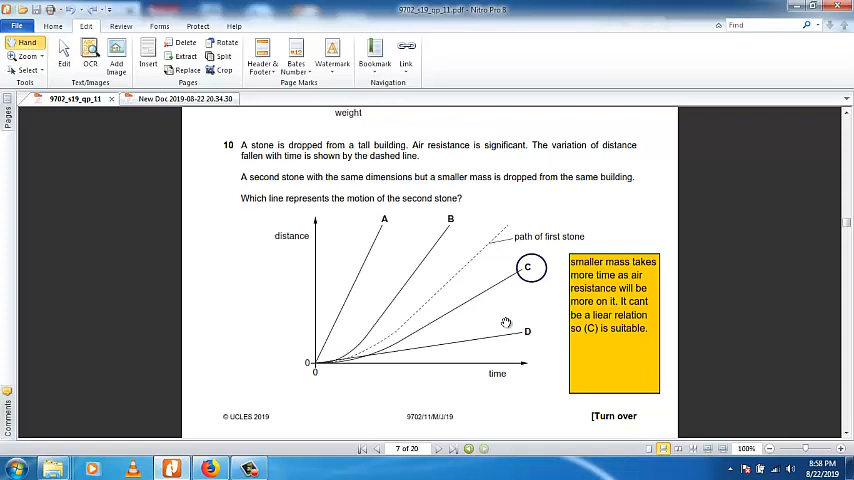 9702_s19_qp_11.pdf - Nitro Pro 8
File
Home
Edit
Review
Forms
Protect
Help
Find
Hand
Zoom
Select
Tools
Edit
OCR
Add
Image
Text/Images
Insert
Delete
Extract
Replace
Rotate
Split
Crop
Pages
Header &
Footer
Bates
Number
Watermark
Page Marks
Bookmark
Link
Navigation
9702_s19_qp_11
New Doc 2019-08-22 20.34.30
Pages
Comments
weight
10 A stone is dropped from a tall building. Air resistance is significant. The variation of distance
fallen with time is shown by the dashed line.
A second stone with the same dimensions but a smaller mass is dropped from the same building.
Which line represents the motion of the second stone?
A
B
distance
path of first stone
C
D
0
0
time
smaller mass takes
more time as air
resistance will be
more on it. It cant
be a liear relation
so (C) is suitable.
© UCLES 2019
9702/11/M/J/19
[Turn over
7 of 20
100%
8:58 PM
8/22/2019